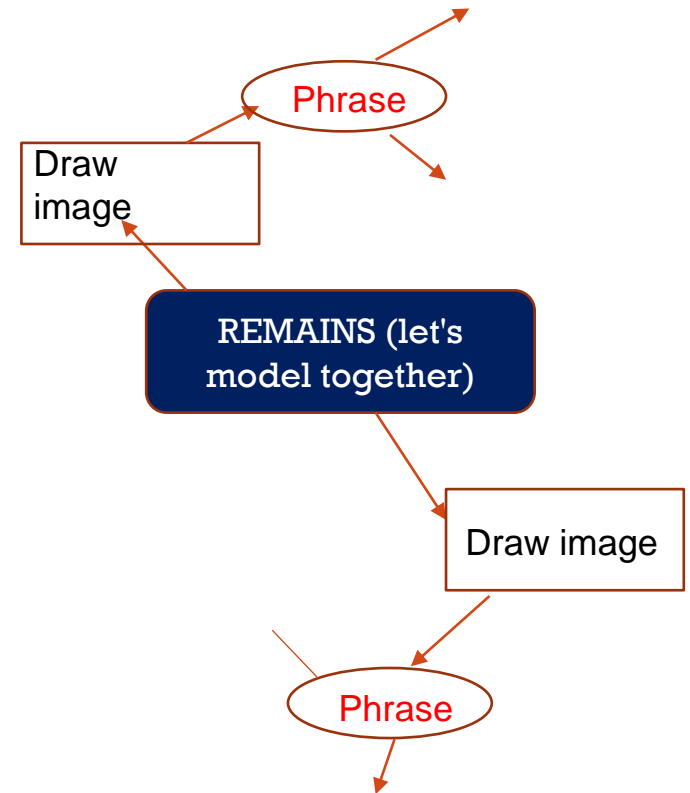 Phrase
Draw
image
REMAINS (let's
model together)
Draw image
Phrase